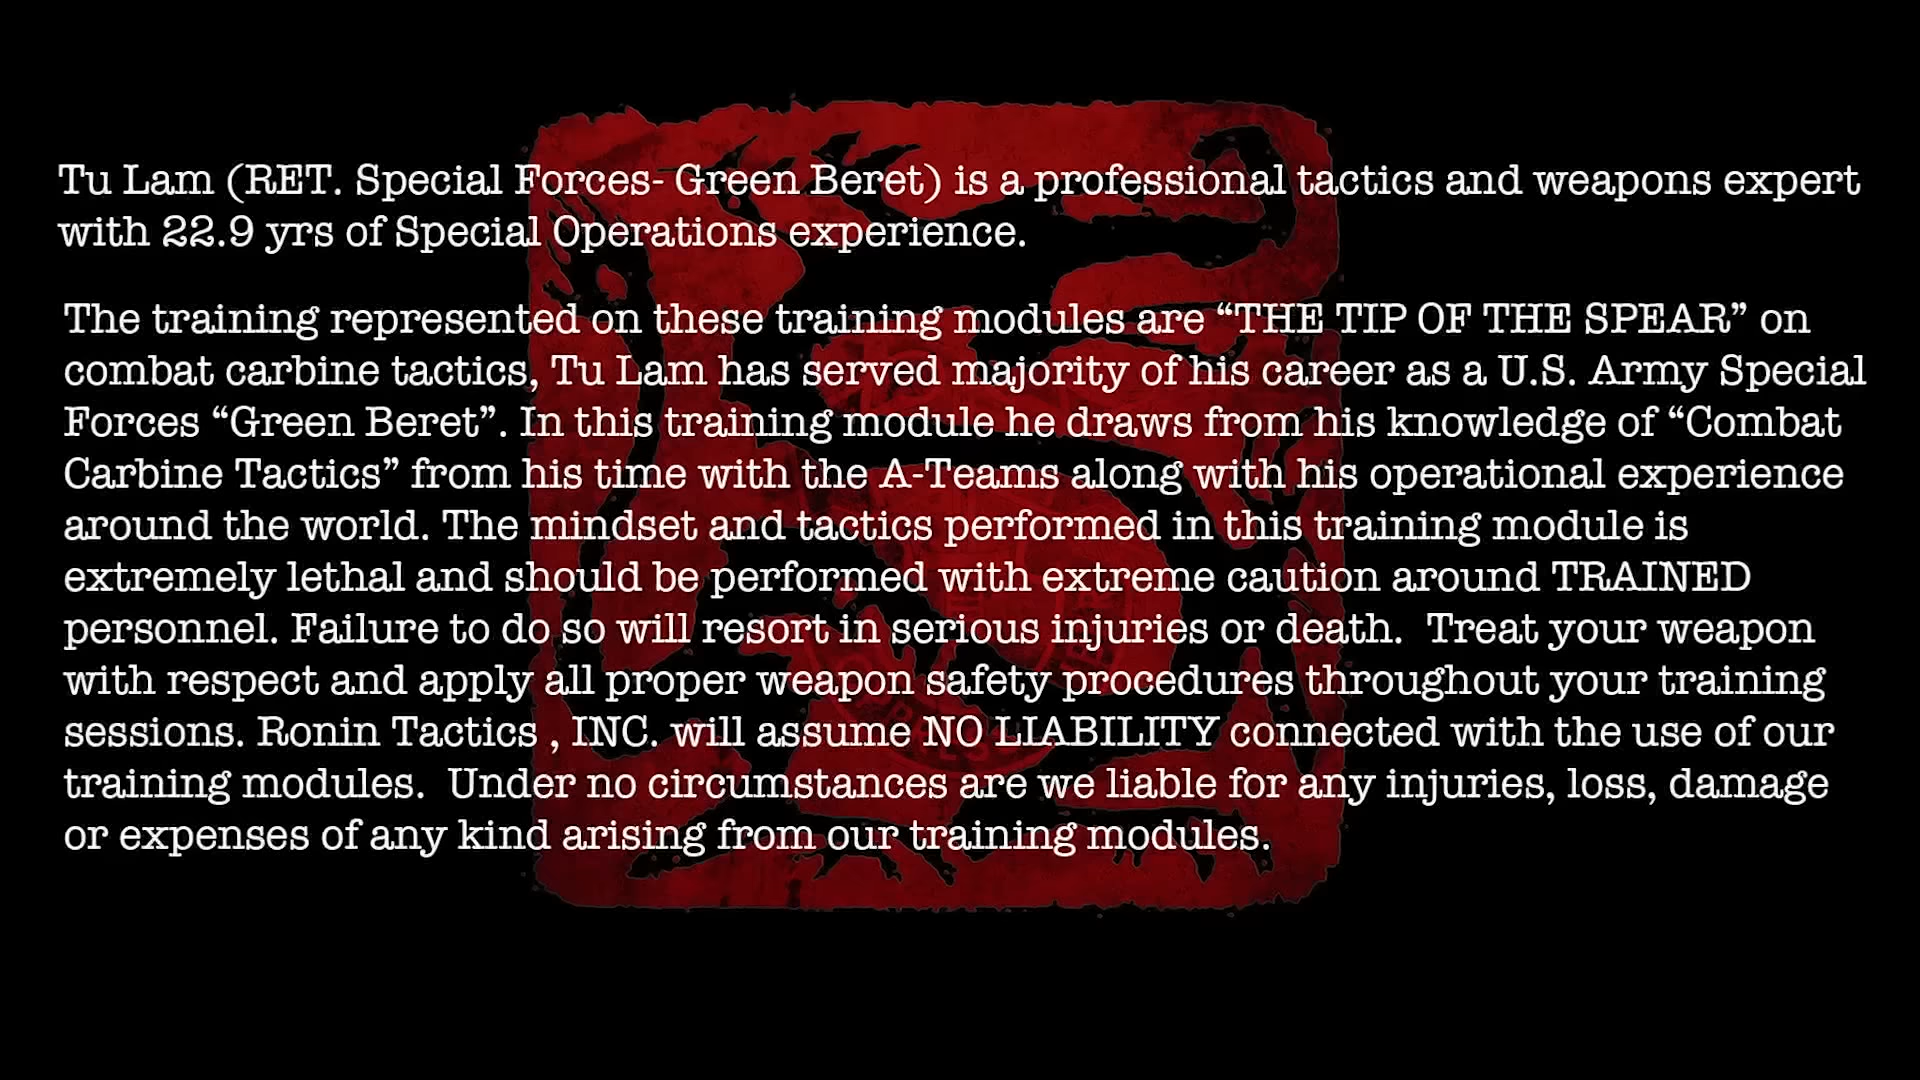 Tu Lam (RET. Special Forces- Green Beret) is a professional tactics and weapons expert
with 22.9 yrs of Special Operations experience.
The training represented on these training modules are “THE TIP OF THE SPEAR” on
combat carbine tactics, Tu Lam has served majority of his career as a U.S. Army Special
Forces “Green Beret”. In this training module he draws from his knowledge of “Combat
Carbine Tactics” from his time with the A-Teams along with his operational experience
around the world. The mindset and tactics performed in this training module is
extremely lethal and should be performed with extreme caution around TRAINED
personnel. Failure to do so will resort in serious injuries or death.  Treat your weapon
with respect and apply all proper weapon safety procedures throughout your training
sessions. Ronin Tactics , INC. will assume NO LIABILITY connected with the use of our
training modules.  Under no circumstances are we liable for any injuries, loss, damage
or expenses of any kind arising from our training modules.